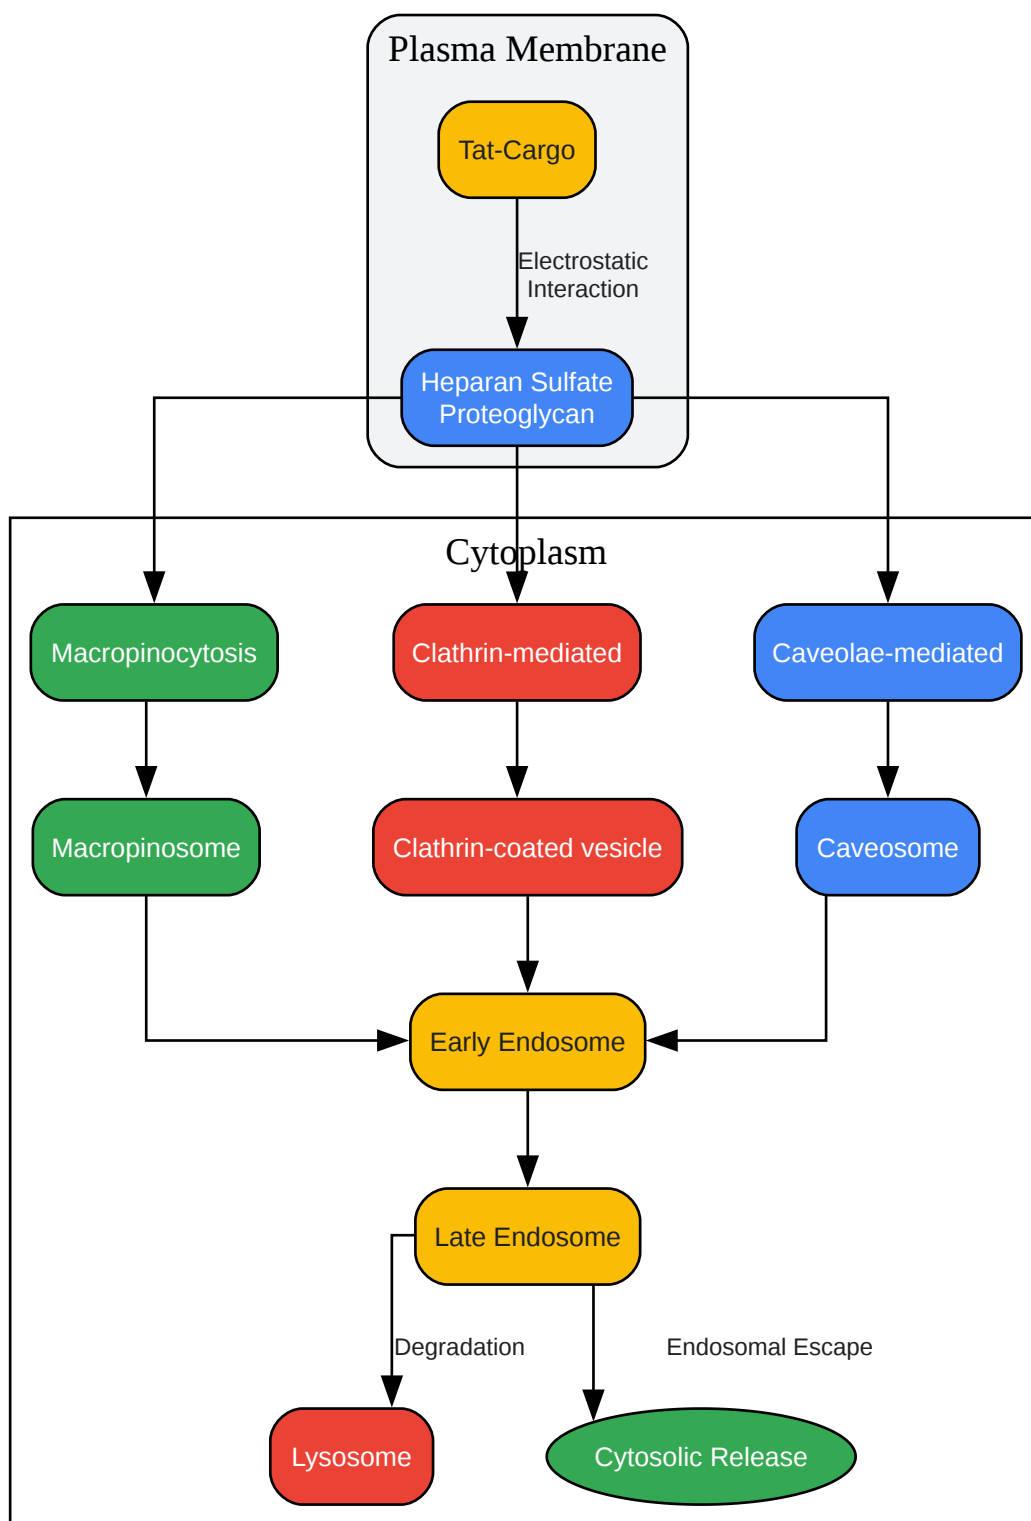 Plasma Membrane
Tat-Cargo
Electrostatic
Interaction
Heparan Sulfate
Proteoglycan
Cytoplasm
Macropinocytosis
Clathrin-mediated
Caveolae-mediated
Macropinosome
Clathrin-coated vesicle
Caveosome
Early Endosome
Late Endosome
Degradation
Endosomal Escape
Lysosome
Cytosolic Release